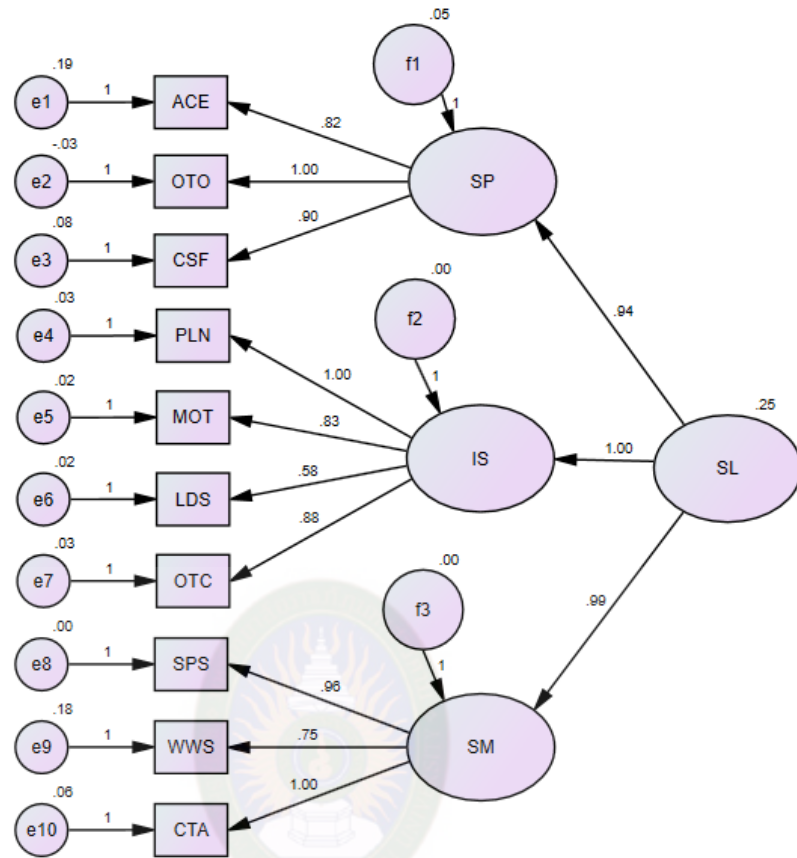 .05
f1
1
.19
e1
1
ACE
.82
-.03
e2
1
OTO
1.00
SP
.08
e3
1
CSF
.90
.94
.03
e4
1
PLN
.00
f2
1
1.00
.02
e5
1
MOT
.83
IS
1.00
.25
SL
.02
e6
1
LDS
.58
.03
e7
1
OTC
.88
.99
.00
f3
1
.00
e8
1
SPS
.96
.18
e9
1
WWS
.75
SM
.06
e10
1
CTA
1.00